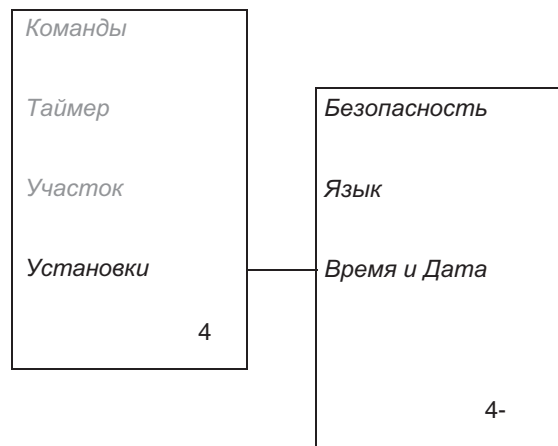 Команды
Таймер
Участок
Установки
4
Безопасность
Язык
Время и Дата
4-